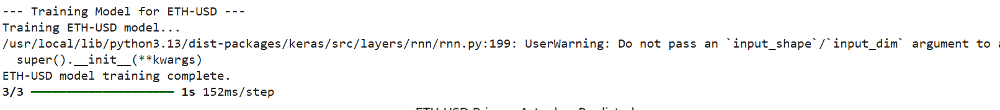 --- Training Model for ETH-USD ---
Training ETH-USD model...
/usr/local/lib/python3.13/dist-packages/keras/src/layers/rnn/rnn.py:199: UserWarning: Do not pass an `input_shape`/`input_dim` argument to
  super().__init__(**kwargs)
ETH-USD model training complete.
3/3 ━━━━━━━━━━━━━━━━━━━━ 1s 152ms/step